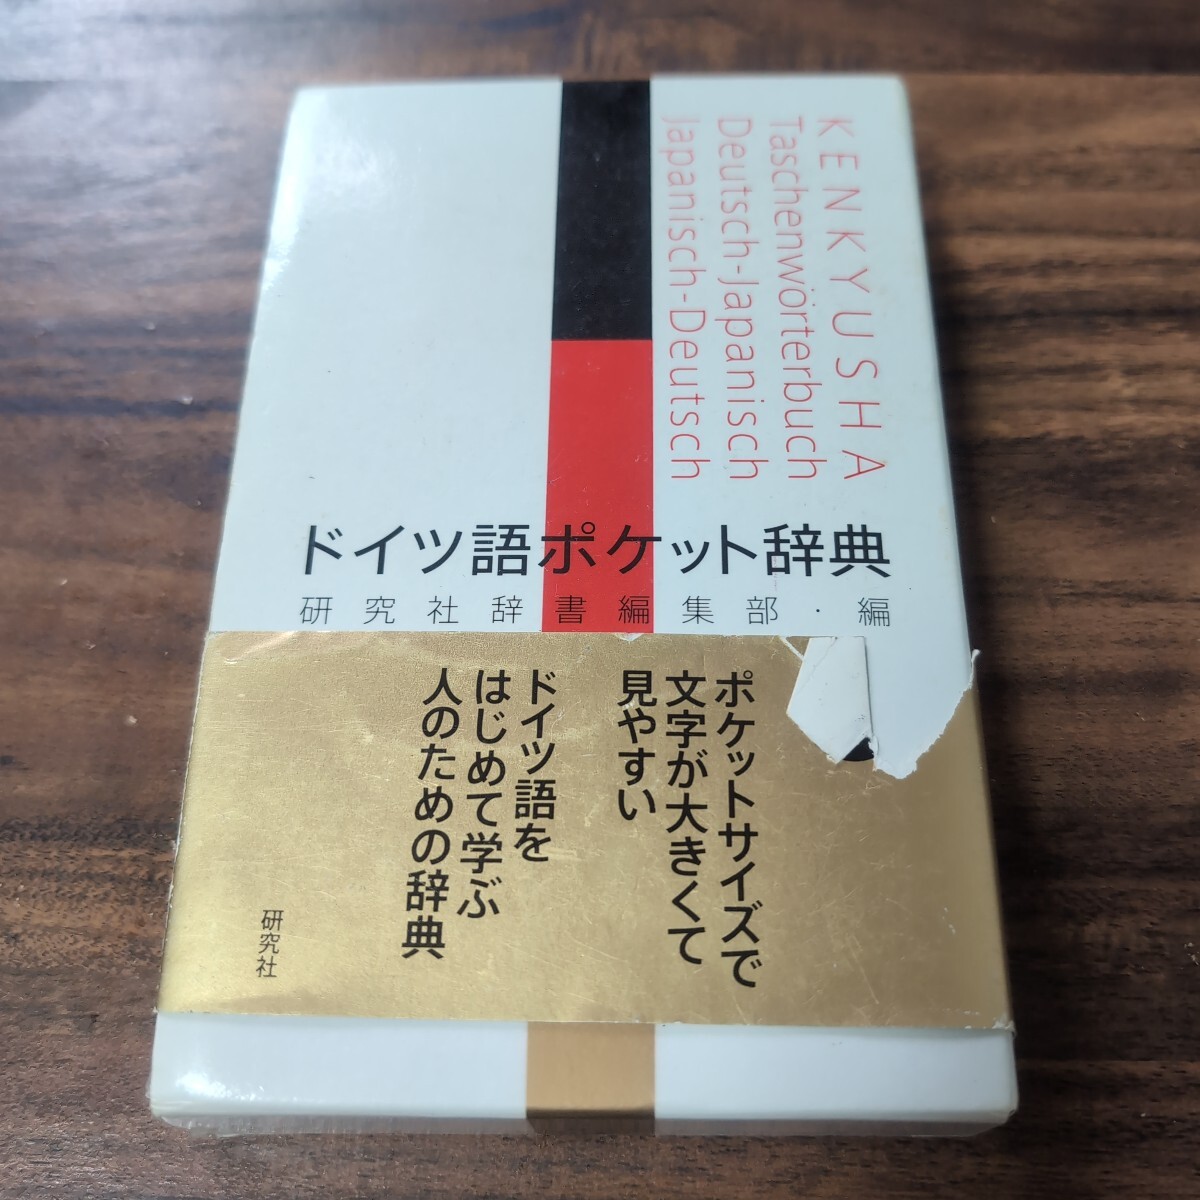 KENKYUSHA
Taschenwörterbuch
Deutsch-Japanisch
Japanisch-Deutsch
ドイツ語ポケット辞典
研究社辞書編集部・編
ポケットサイズで
文字が大きくて
見やすい
ドイツ語を
はじめて学ぶ
人のための辞典
研究社